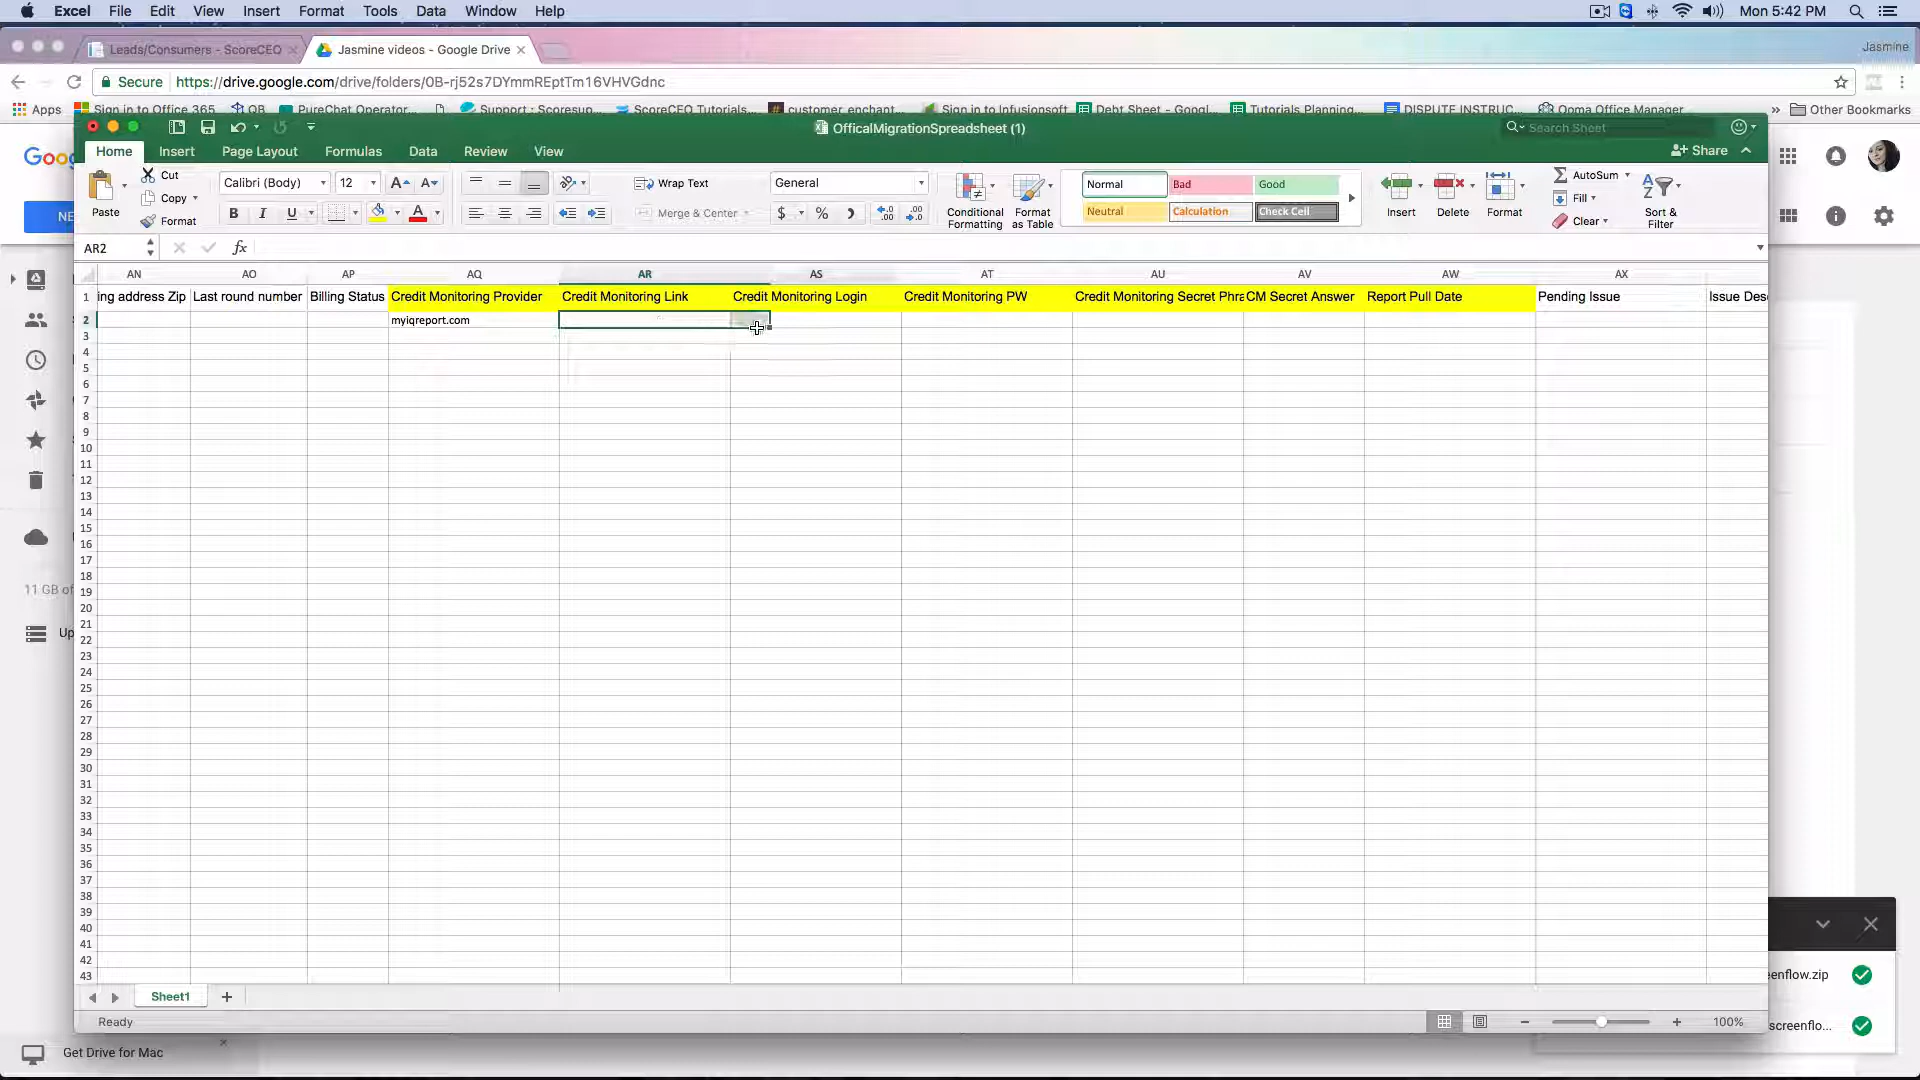 Excel File Edit View Insert Format Tools Data Window Help Mon 5:42 PM
Leads/Consumers - ScoreCEO Jasmine videos - Google Drive Jasmine
Secure https://drive.google.com/drive/folders/0B-rj52s7DYmmREptTm16VHVGdnc
Apps Sign in to Office 365 QB PureChat Operator... Support : Scoresug... ScoreCEO Tutorials... customer_enchant... Sign in to Infusionsoft Debt Sheet - Googl... Tutorials Planning... DISPUTE INSTRUC... Ooma Office Manager » Other Bookmarks
OfficalMigrationSpreadsheet (1) Search Sheet
Home Insert Page Layout Formulas Data Review View Share
Paste Cut Copy Format
Calibri (Body) 12 A A Wrap Text General
B I U A Merge & Center $ % .0 .00 .00 .0
Conditional Formatting Format as Table
Normal Bad Good
Neutral Calculation Check Cell
Insert Delete Format
AutoSum Fill Clear Sort & Filter
AR2 fx
AN AO AP AQ AR AS AT AU AV AW AX
1 ing address Zip Last round number Billing Status Credit Monitoring Provider Credit Monitoring Link Credit Monitoring Login Credit Monitoring PW Credit Monitoring Secret Phra CM Secret Answer Report Pull Date Pending Issue Issue Des
2 myiqreport.com
3
4
5
6
7
8
9
10
11
12
13
14
15
16
17
18
19
20
21
22
23
24
25
26
27
28
29
30
31
32
33
34
35
36
37
38
39
40
41
42
43
Goo
NE
11 GB of
Up
Sheet1
Ready 100%
enflow.zip
screenflo...
Get Drive for Mac